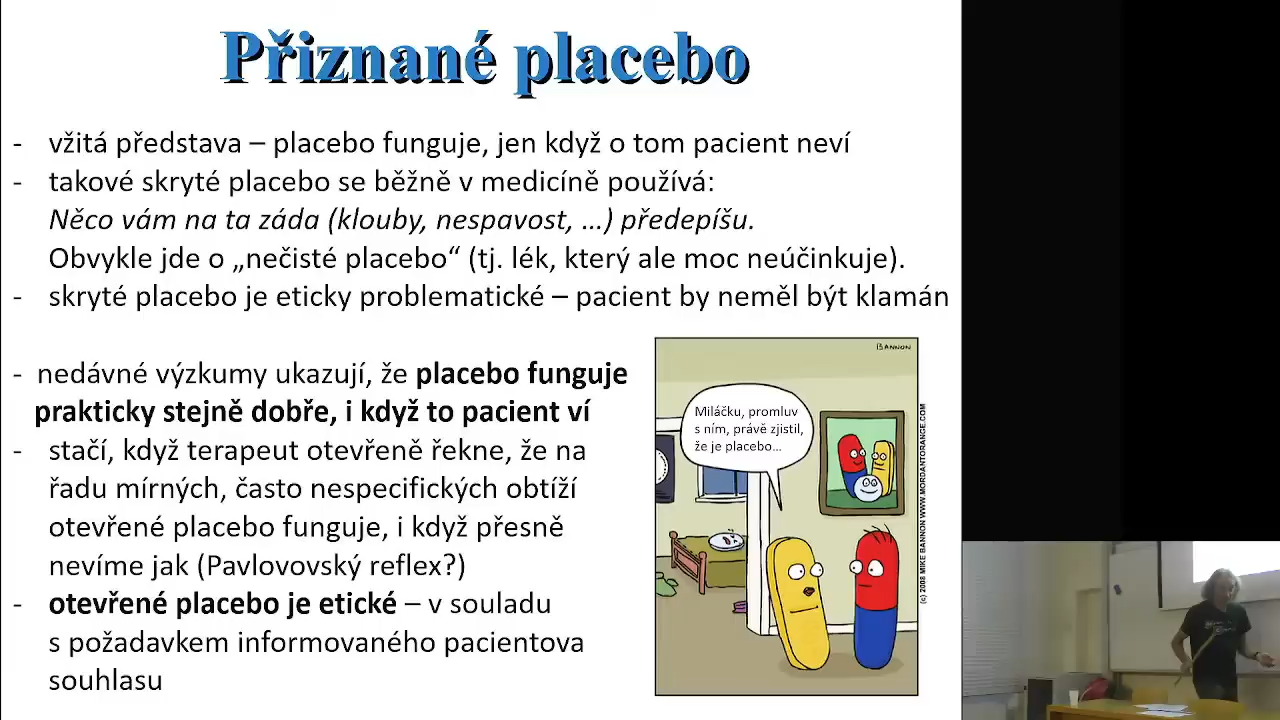 Přiznané placebo
- vžitá představa – placebo funguje, jen když o tom pacient neví
- takové skryté placebo se běžně v medicíně používá:
Něco vám na ta záda (klouby, nespavost, …) předepíšu.
Obvykle jde o „nečisté placebo“ (tj. lék, který ale moc neúčinkuje).
- skryté placebo je eticky problematické – pacient by neměl být klamán
- nedávné výzkumy ukazují, že placebo funguje
prakticky stejně dobře, i když to pacient ví
- stačí, když terapeut otevřeně řekne, že na
řadu mírných, často nespecifických obtíží
otevřené placebo funguje, i když přesně
nevíme jak (Pavlovovský reflex?)
- otevřené placebo je etické – v souladu
s požadavkem informovaného pacientova
souhlasu
BANNON
Miláčku, promluv
s ním, právě zjistil,
že je placebo…
(c) 2008 MIKE BANNON WWW.MORDANTORANGE.COM